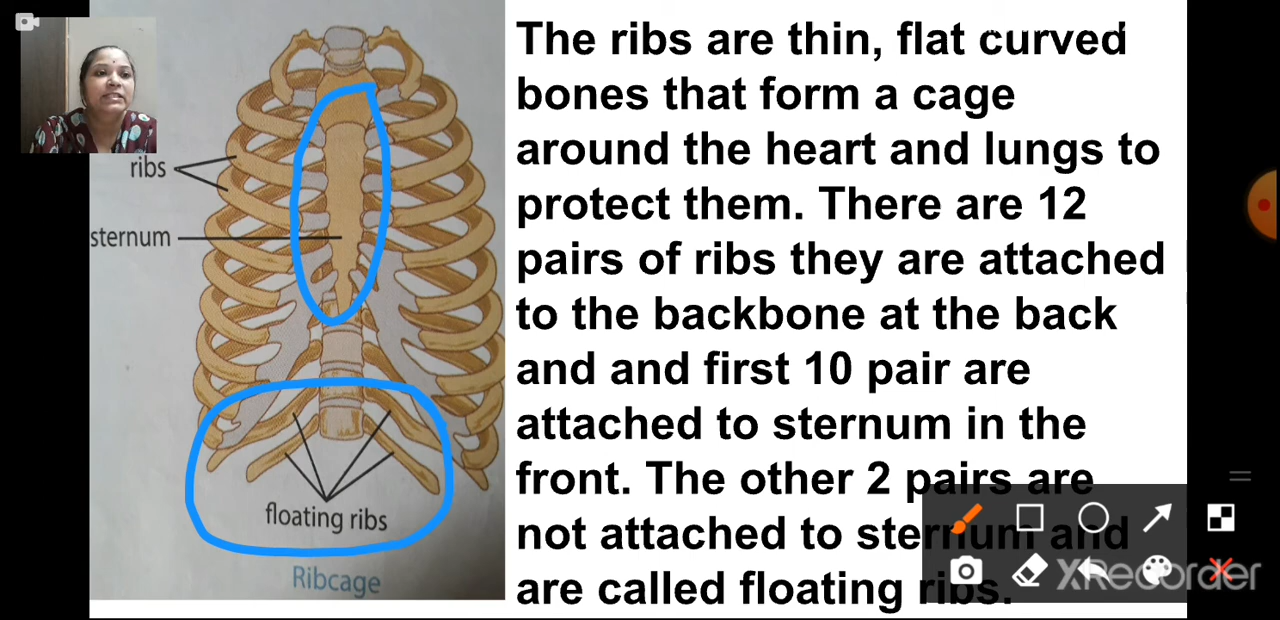 The ribs are thin, flat curved
bones that form a cage
around the heart and lungs to
protect them. There are 12
pairs of ribs they are attached
to the backbone at the back
and and first 10 pair are
attached to sternum in the
front. The other 2 pairs are
not attached to sternum and
are called floating ribs.
ribs
sternum
floating ribs
Ribcage
XRecorder